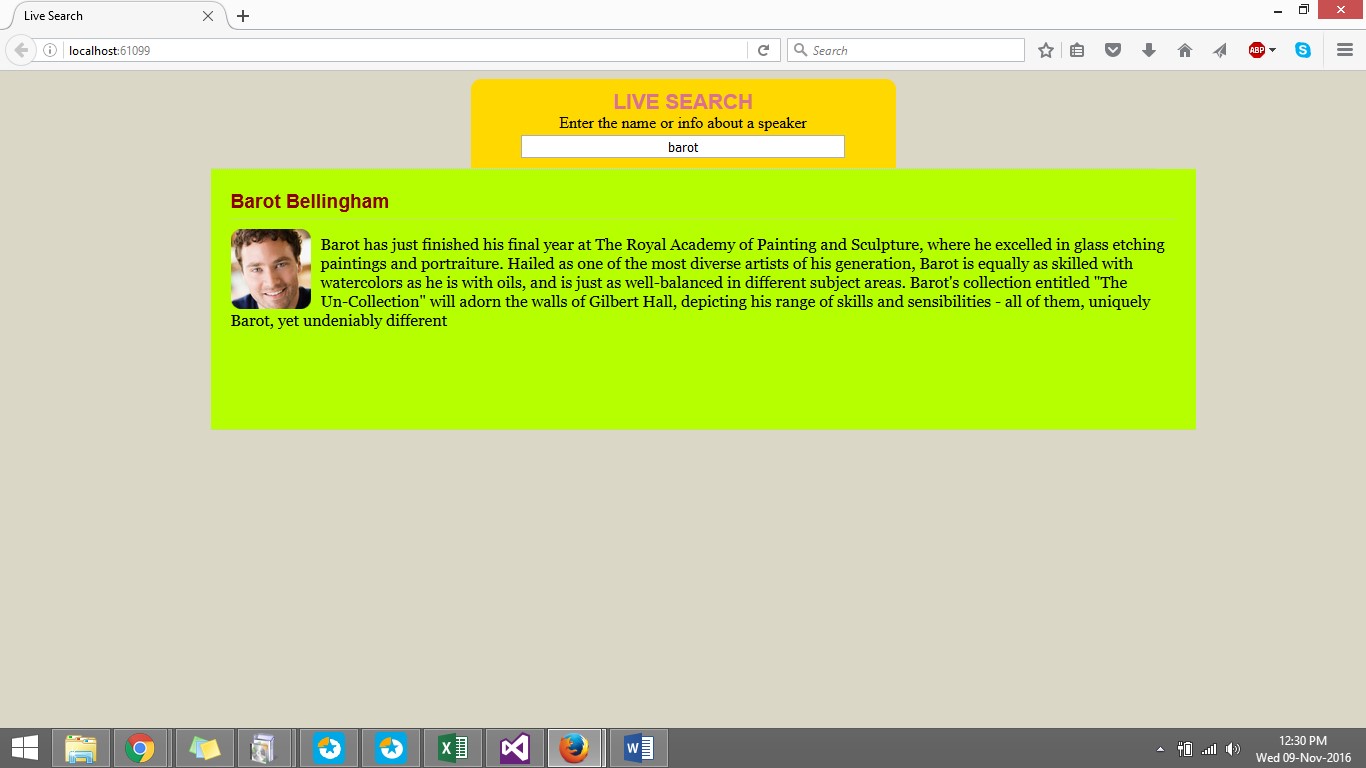 Live Search
localhost:61099
Search
ABP
LIVE SEARCH
Enter the name or info about a speaker
barot
Barot Bellingham
Barot has just finished his final year at The Royal Academy of Painting and Sculpture, where he excelled in glass etching
paintings and portraiture. Hailed as one of the most diverse artists of his generation, Barot is equally as skilled with
watercolors as he is with oils, and is just as well-balanced in different subject areas. Barot's collection entitled "The
Un-Collection" will adorn the walls of Gilbert Hall, depicting his range of skills and sensibilities - all of them, uniquely
Barot, yet undeniably different
12:30 PM
Wed 09-Nov-2016